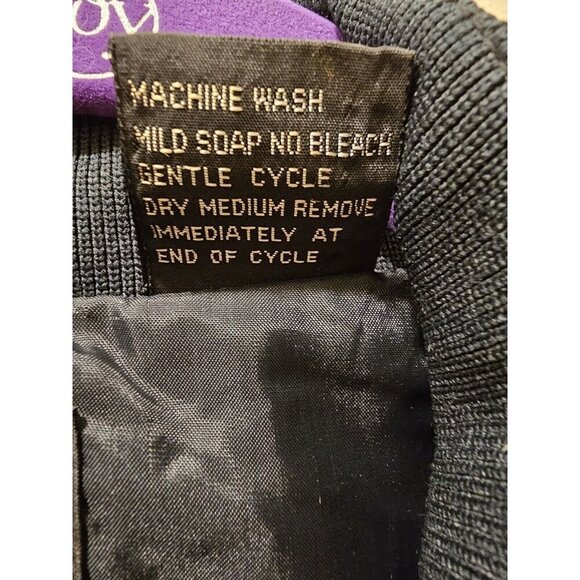 MACHINE WASH
MILD SOAP NO BLEACH
GENTLE CYCLE
DRY MEDIUM REMOVE
IMMEDIATELY AT
END OF CYCLE